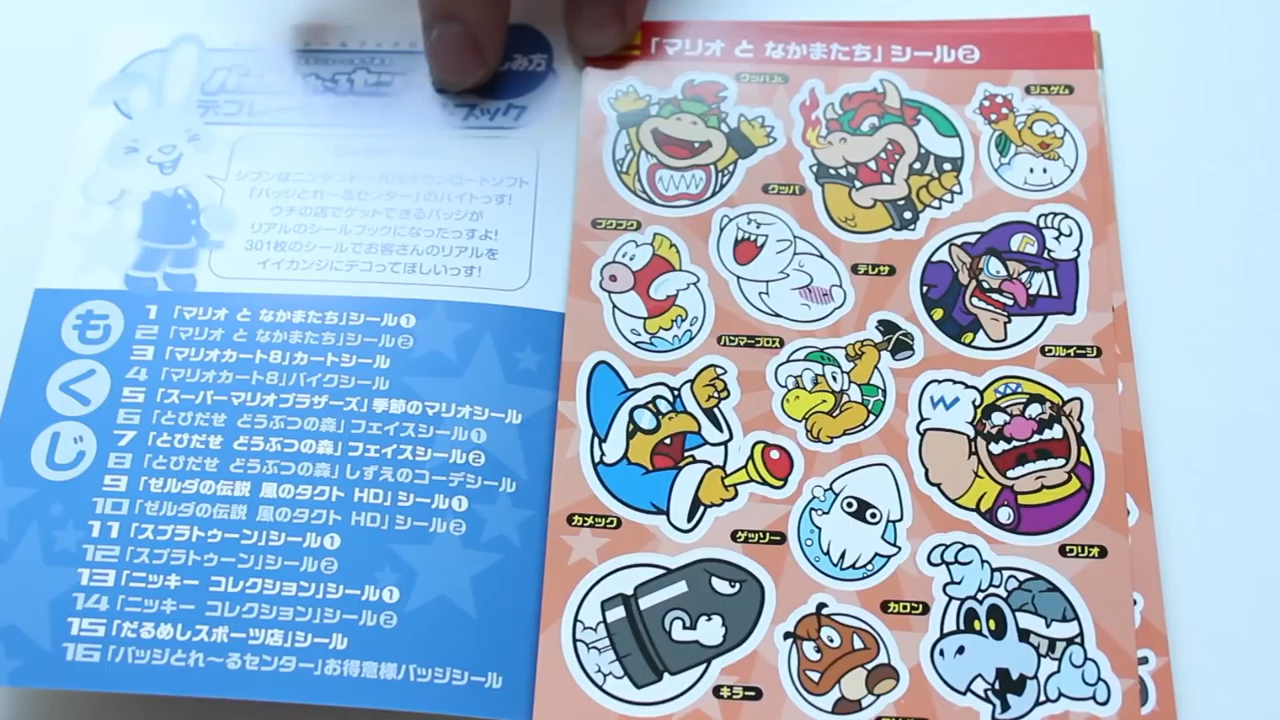 み方
デコレ
ブック
ジブンはニンテンドー3DSダウンロードソフト
「バッジとれ〜るセンター」のバイトっす!
ウチの店でゲットできるバッジが
リアルのシールブックになったっすよ!
301枚のシールでお客さんのリアルを
イイカンジにデコってほしいっす!
もくじ
1 「マリオ と なかまたち」シール❶
2 「マリオ と なかまたち」シール❷
3 「マリオカート8」カートシール
4 「マリオカート8」バイクシール
5 「スーパーマリオブラザーズ」季節のマリオシール
6 「とびだせ どうぶつの森」フェイスシール①
7 「とびだせ どうぶつの森」フェイスシール②
8 「とびだせ どうぶつの森」しずえのコーデシール
9 「ゼルダの伝説 風のタクト HD」シール❶
10 「ゼルダの伝説 風のタクト HD」シール❷
11 「スプラトゥーン」シール❶
12 「スプラトゥーン」シール❷
13 「ニッキー コレクション」シール❶
14 「ニッキー コレクション」シール❷
15 「だるめしスポーツ店」シール
16 「バッジとれ〜るセンター」お得意様バッジシール
「マリオ と なかまたち」シール❷
クッパJr.
ジュゲム
クッパ
プクプク
テレサ
ハンマーブロス
ワルイージ
カメック
ゲッソー
ワリオ
カロン
キラー